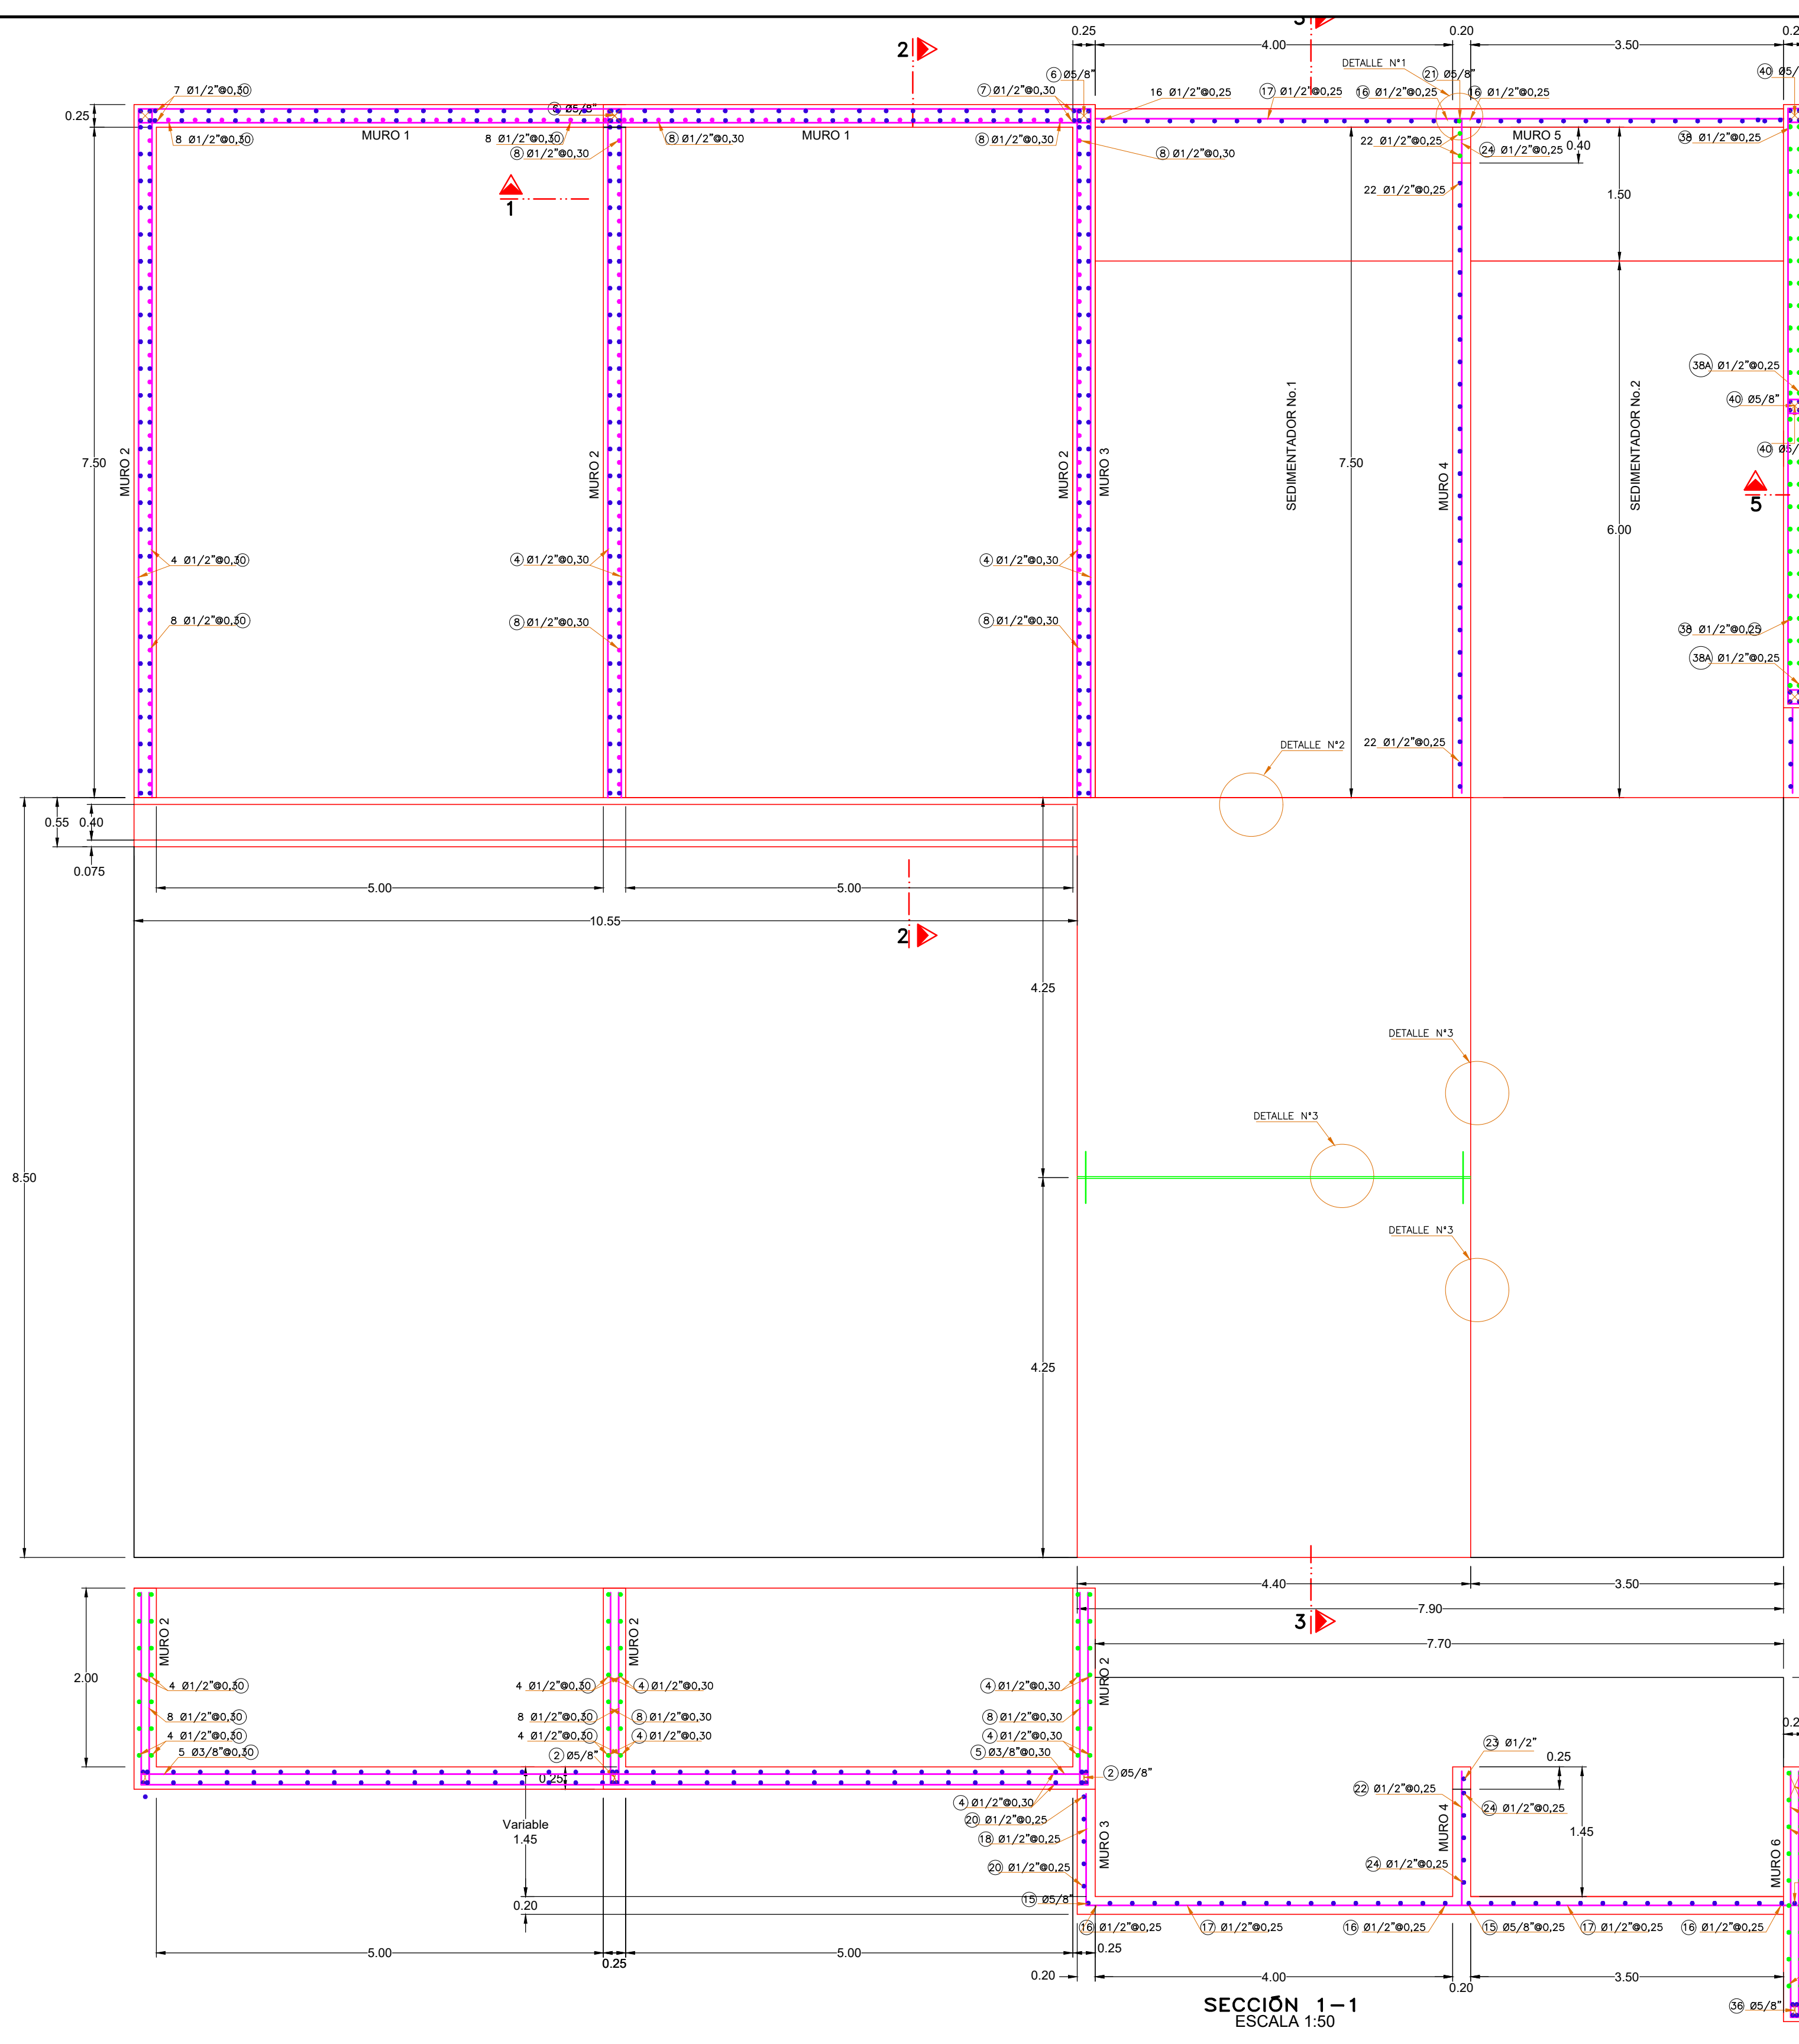 0.25
3
0.20
4.00
3.50
2
DETALLE N°1
6 Ø5/8"
21 Ø5/8"
7 Ø1/2"@0,30
7 Ø1/2"@0,30
16 Ø1/2"@0,25
17 Ø1/2"@0,25
16 Ø1/2"@0,25
16 Ø1/2"@0,25
6 Ø5/8"
0.25
MURO 1
MURO 1
MURO 5
8 Ø1/2"@0,30
8 Ø1/2"@0,30
8 Ø1/2"@0,30
8 Ø1/2"@0,30
38 Ø1/2"@0,25
22 Ø1/2"@0,25
24 Ø1/2"@0,25
0.40
8 Ø1/2"@0,30
8 Ø1/2"@0,30
22 Ø1/2"@0,25
1.50
1
38A Ø1/2"@0,25
40 Ø5/8"
7.50
MURO 2
MURO 2
MURO 2
MURO 3
SEDIMENTADOR No.1
7.50
MURO 4
SEDIMENTADOR No.2
5
6.00
4 Ø1/2"@0,30
4 Ø1/2"@0,30
4 Ø1/2"@0,30
8 Ø1/2"@0,30
8 Ø1/2"@0,30
8 Ø1/2"@0,30
38 Ø1/2"@0,25
38A Ø1/2"@0,25
DETALLE N°2
22 Ø1/2"@0,25
0.55
0.40
0.075
5.00
5.00
10.55
2
4.25
DETALLE N°3
DETALLE N°3
8.50
DETALLE N°3
4.25
4.40
3.50
7.90
3
7.70
MURO 2
MURO 2
MURO 2
2.00
4 Ø1/2"@0,30
4 Ø1/2"@0,30
4 Ø1/2"@0,30
4 Ø1/2"@0,30
8 Ø1/2"@0,30
8 Ø1/2"@0,30
8 Ø1/2"@0,30
8 Ø1/2"@0,30
4 Ø1/2"@0,30
4 Ø1/2"@0,30
4 Ø1/2"@0,30
4 Ø1/2"@0,30
5 Ø3/8"@0,30
2 Ø5/8"
5 Ø3/8"@0,30
2 Ø5/8"
23 Ø1/2"
0.25
0.25
4 Ø1/2"@0,30
22 Ø1/2"@0,25
20 Ø1/2"@0,25
24 Ø1/2"@0,25
Variable
1.45
18 Ø1/2"@0,25
MURO 3
MURO 4
1.45
MURO 6
20 Ø1/2"@0,25
24 Ø1/2"@0,25
0.20
15 Ø5/8"
16 Ø1/2"@0,25
17 Ø1/2"@0,25
16 Ø1/2"@0,25
15 Ø5/8"@0,25
17 Ø1/2"@0,25
16 Ø1/2"@0,25
5.00
0.25
5.00
0.25
0.20
4.00
0.20
3.50
SECCIÓN 1-1
ESCALA 1:50
36 Ø5/8"